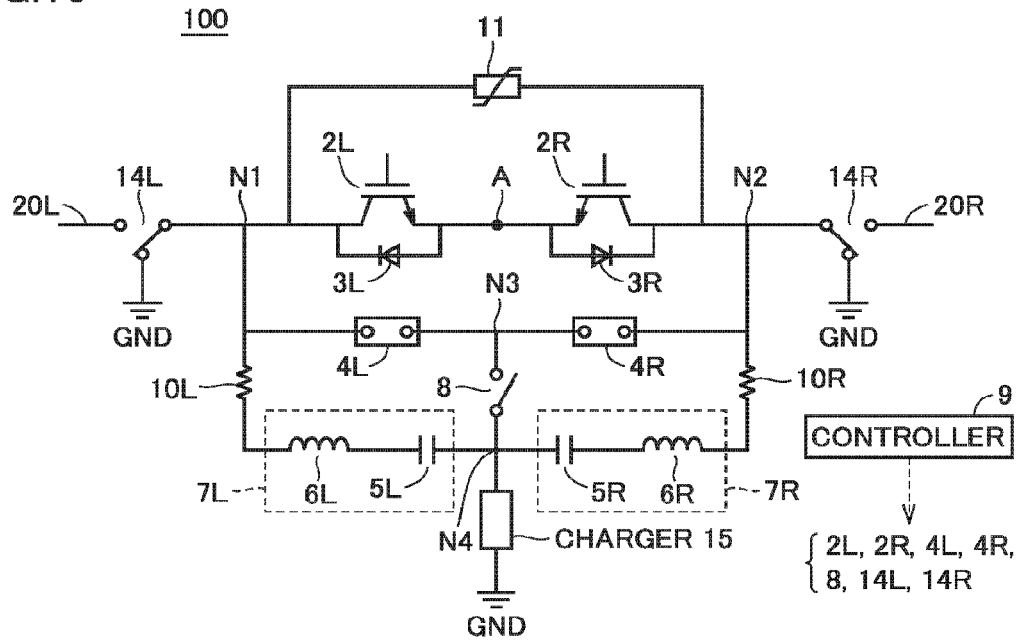 100
11
2L
2R
14L
N1
A
N2
14R
20L
20R
3L
3R
N3
GND
GND
4L
4R
10L
8
10R
9
CONTROLLER
7L
6L
5L
5R
6R
7R
N4
CHARGER 15
2L, 2R, 4L, 4R,
8, 14L, 14R
GND